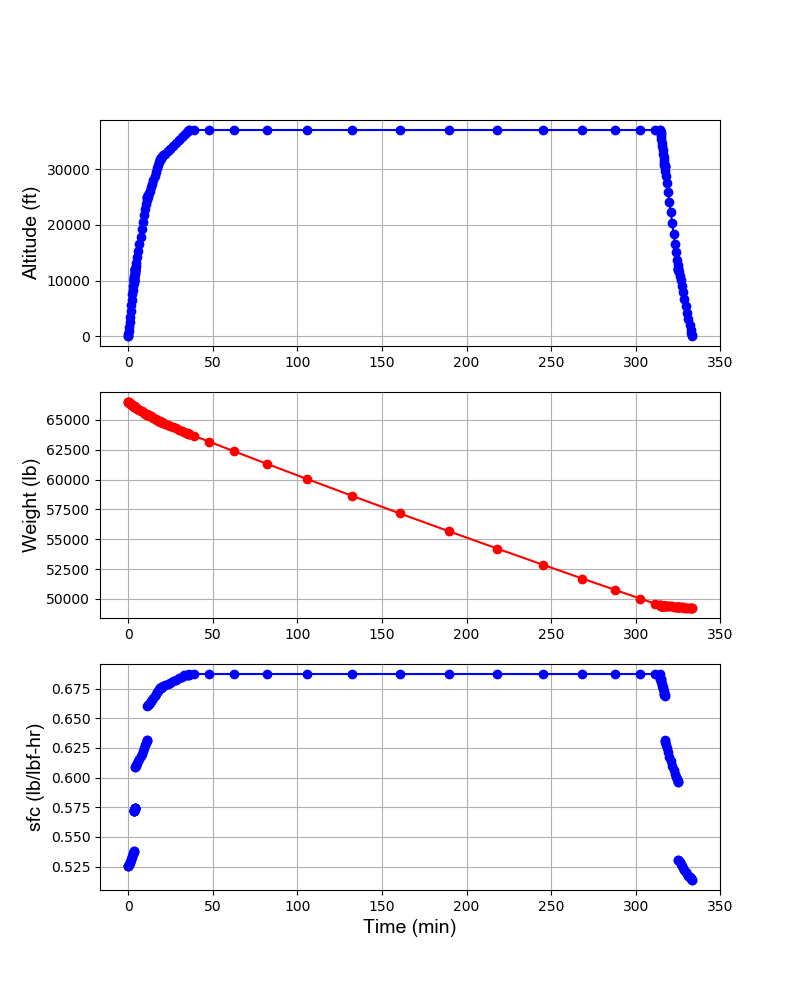 30000
20000
10000
0
Altitude (ft)
0 50 100 150 200 250 300 350
65000
62500
60000
57500
55000
52500
50000
Weight (lb)
0 50 100 150 200 250 300 350
0.675
0.650
0.625
0.600
0.575
0.550
0.525
sfc (lb/lbf-hr)
0 50 100 150 200 250 300 350
Time (min)